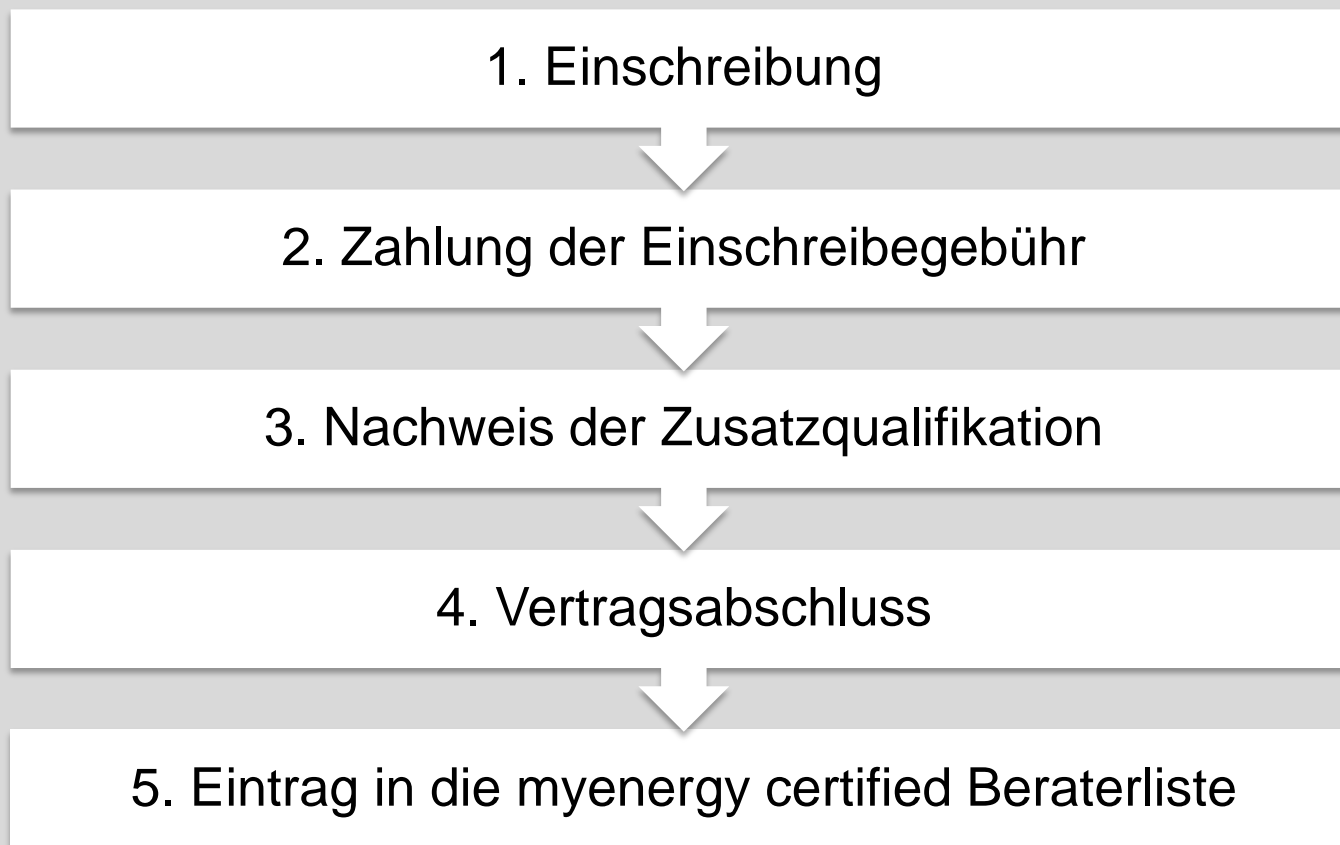 1. Einschreibung
2. Zahlung der Einschreibegebühr
3. Nachweis der Zusatzqualifikation
4. Vertragsabschluss
5. Eintrag in die myenergy certified Beraterliste